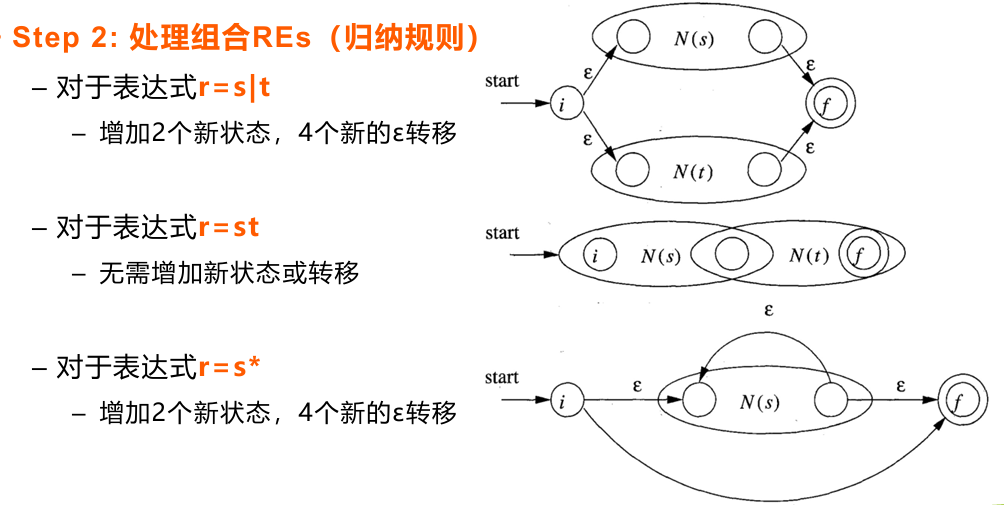 Step 2: 处理组合REs（归纳规则）
– 对于表达式r=s|t
– 增加2个新状态，4个新的ε转移
– 对于表达式r=st
– 无需增加新状态或转移
– 对于表达式r=s*
– 增加2个新状态，4个新的ε转移
N(s)
ε
ε
start
i
f
ε
ε
N(t)
start
i
N(s)
N(t)
f
ε
start
i
ε
N(s)
ε
f